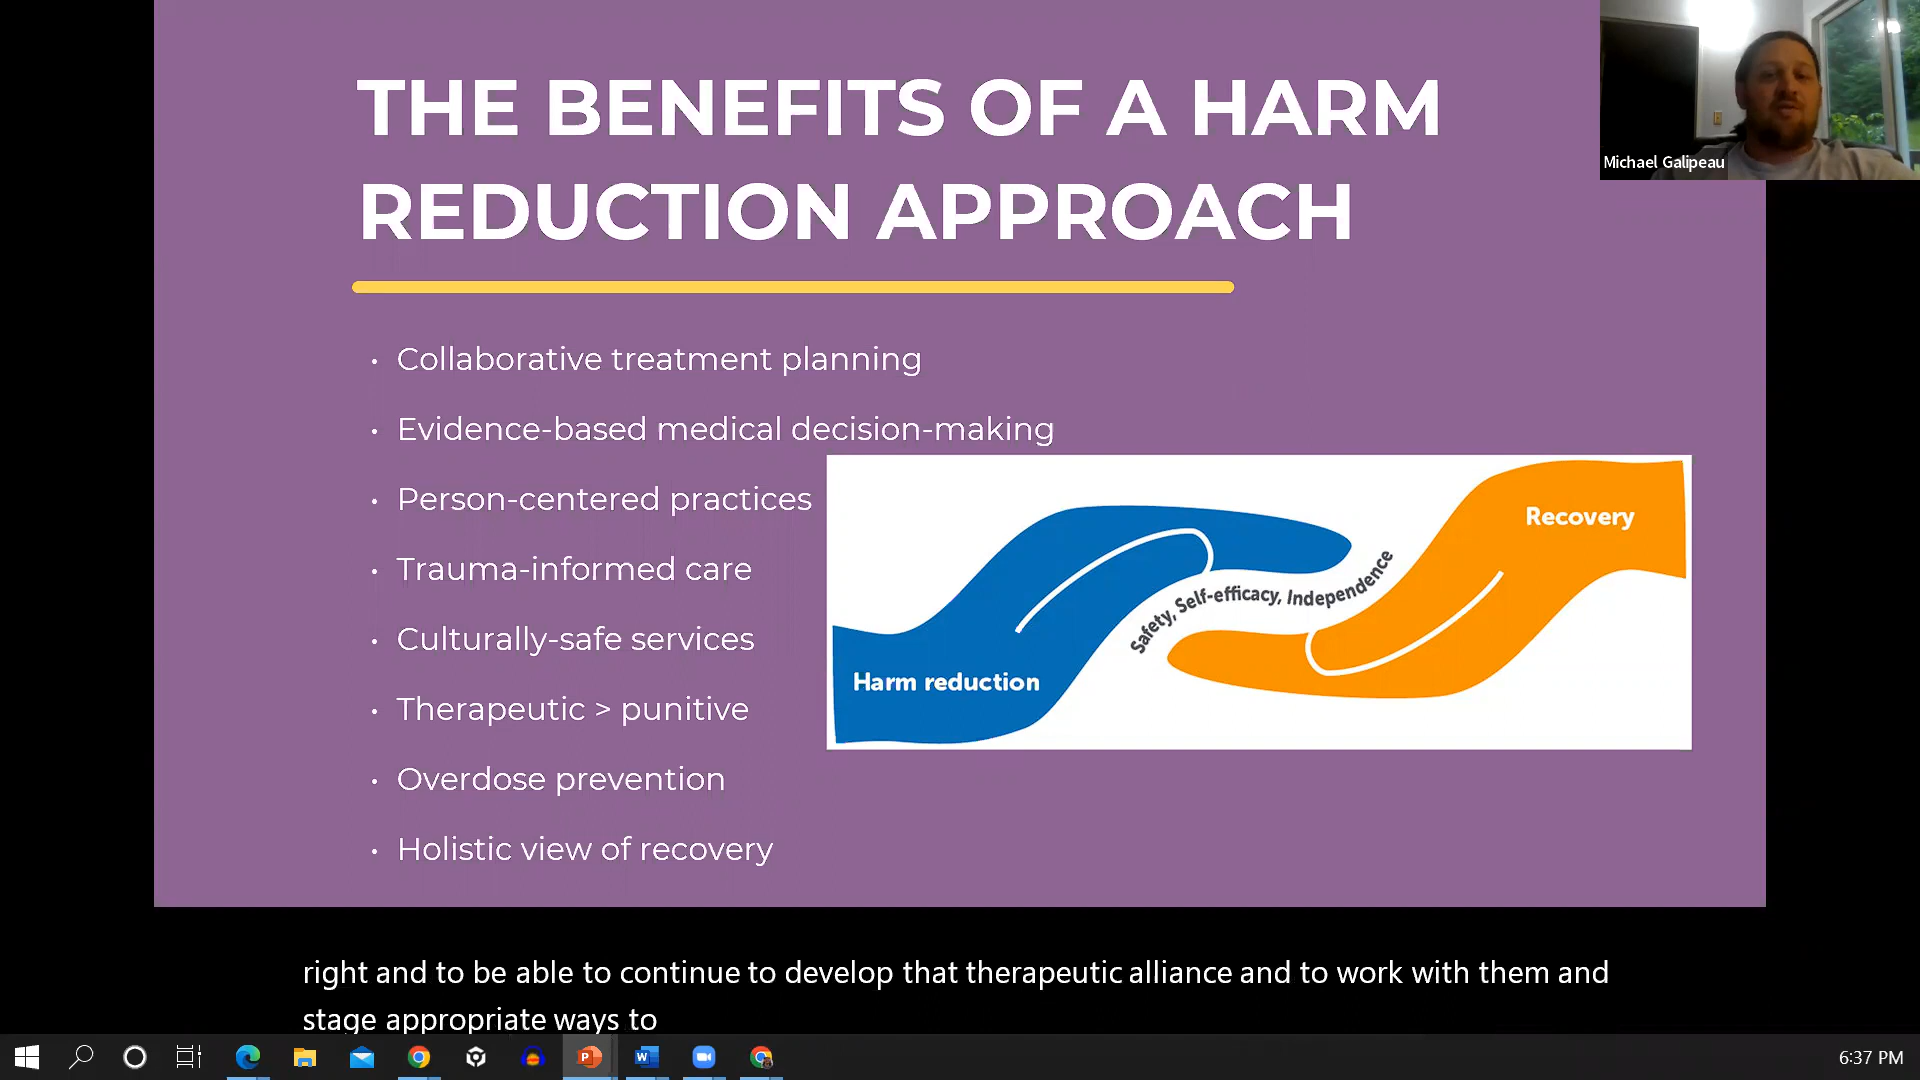 THE BENEFITS OF A HARM
REDUCTION APPROACH
Michael Galipeau
• Collaborative treatment planning
• Evidence-based medical decision-making
• Person-centered practices
• Trauma-informed care
• Culturally-safe services
• Therapeutic > punitive
• Overdose prevention
• Holistic view of recovery
Recovery
Safety, Self-efficacy, Independence
Harm reduction
right and to be able to continue to develop that therapeutic alliance and to work with them and
stage appropriate ways to
6:37 PM